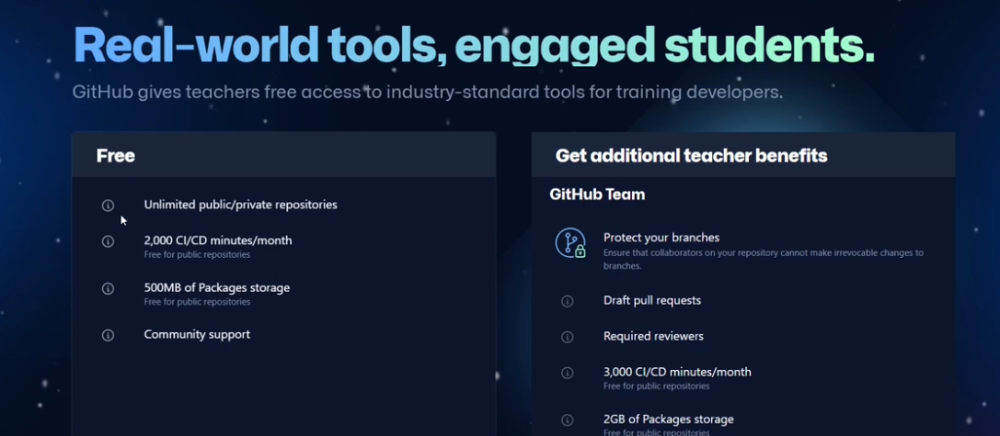 Real-world tools, engaged students.
GitHub gives teachers free access to industry-standard tools for training developers.
Free
Unlimited public/private repositories
2,000 CI/CD minutes/month
Free for public repositories
500MB of Packages storage
Free for public repositories
Community support
Get additional teacher benefits
GitHub Team
Protect your branches
Ensure that collaborators on your repository cannot make irrevocable changes to
branches.
Draft pull requests
Required reviewers
3,000 CI/CD minutes/month
Free for public repositories
2GB of Packages storage
Free for public repositories